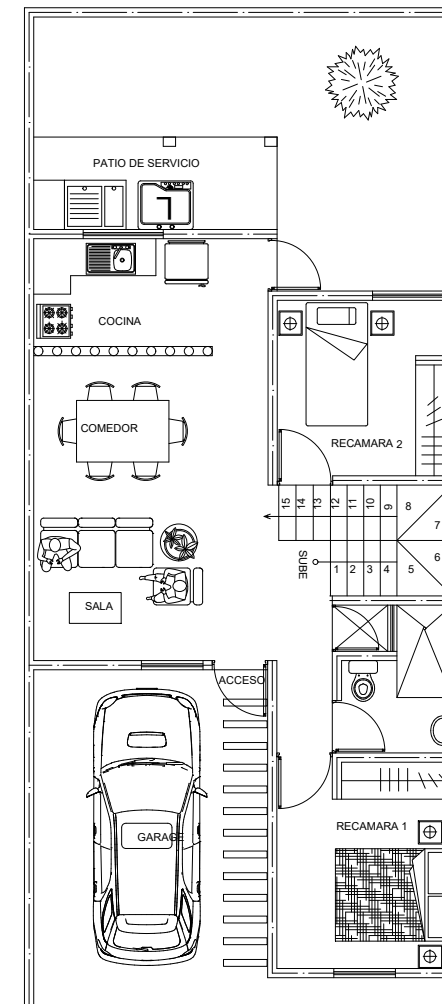 PATIO DE SERVICIO
COCINA
COMEDOR
RECAMARA 2
15 14 13 12 11 10 9 8
7
6
SUBE
1 2 3 4 5
SALA
ACCESO
GARAGE
RECAMARA 1